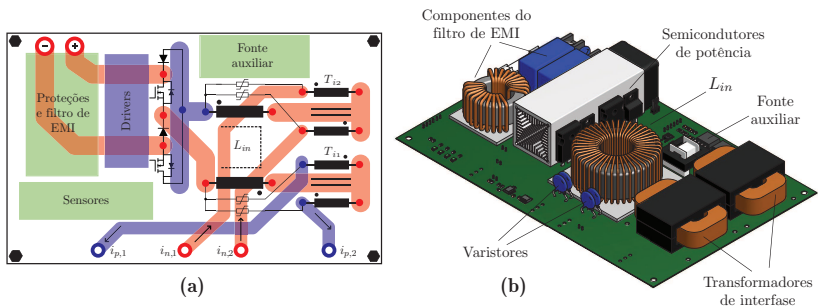 −
+
Proteções
e filtro de
EMI
Drivers
Fonte
auxiliar
Sensores
L_in
T_i2
T_i1
i_p,1
i_n,1
i_n,2
i_p,2
(a)
Componentes do
filtro de EMI
Semicondutores
de potência
L_in
Fonte
auxiliar
Varistores
Transformadores
de interfase
(b)